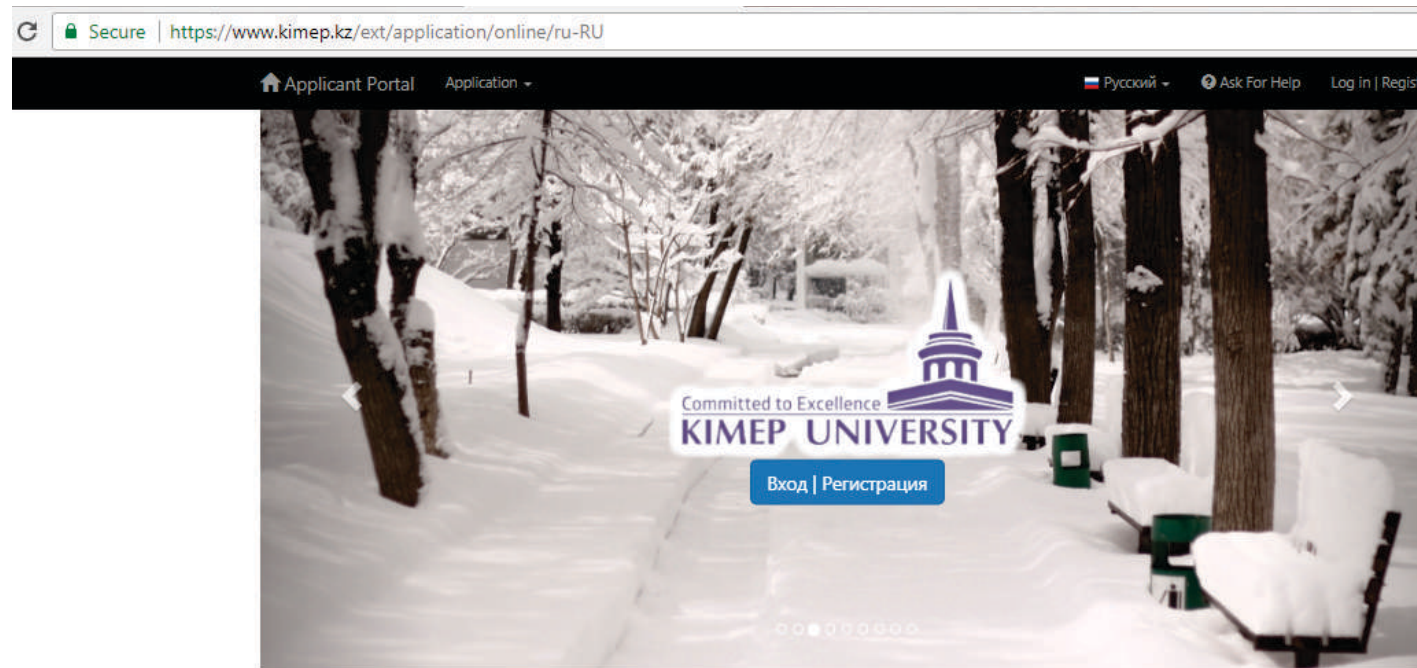 Secure | https://www.kimep.kz/ext/application/online/ru-RU
Applicant Portal Application Русский Ask For Help Log in | Regis
Committed to Excellence
KIMEP UNIVERSITY
Вход | Регистрация